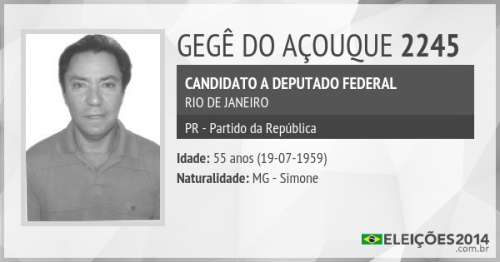 GEGÊ DO AÇOUQUE 2245
CANDIDATO A DEPUTADO FEDERAL
RIO DE JANEIRO
PR - Partido da República
Idade: 55 anos (19-07-1959)
Naturalidade: MG - Simone
ELEIÇÕES2014
.com.br